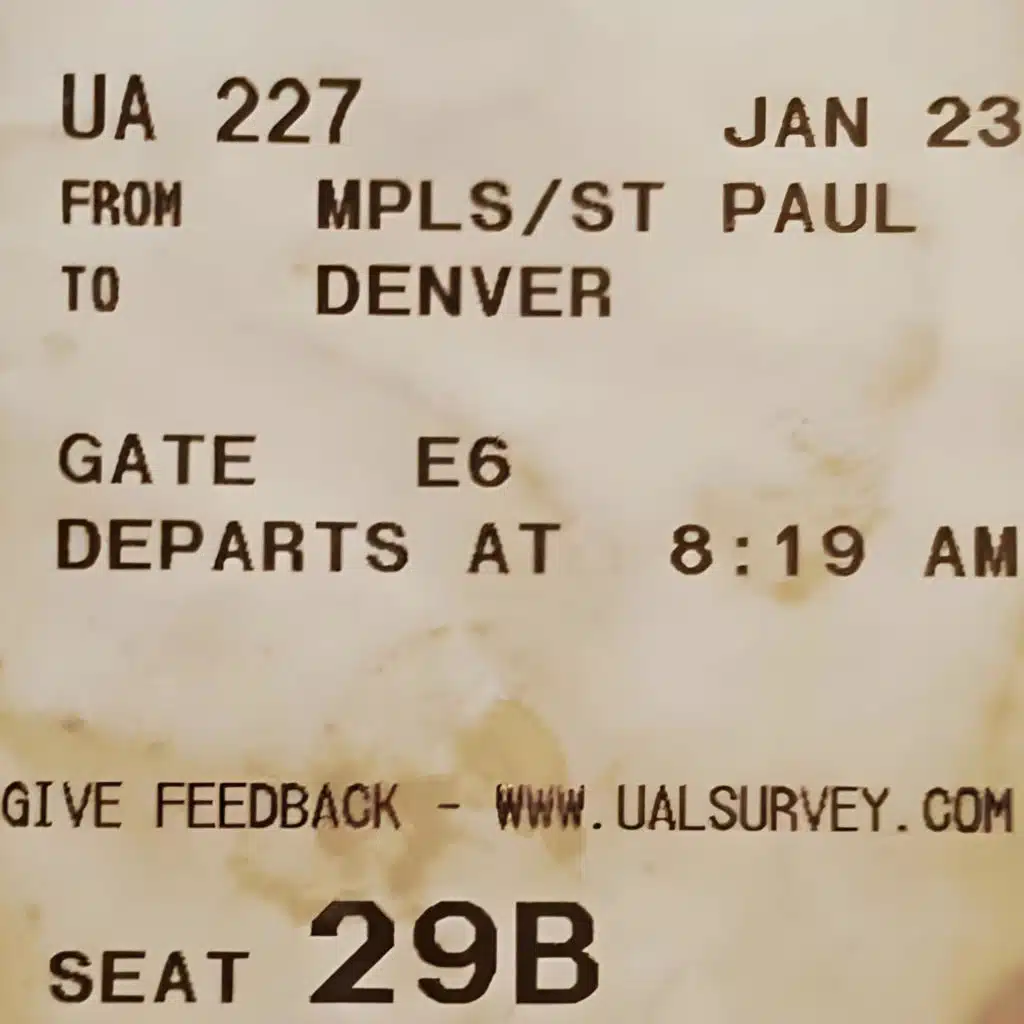 UA 227 JAN 23
FROM MPLS/ST PAUL
TO DENVER
GATE E6
DEPARTS AT 8:19 AM
GIVE FEEDBACK - WWW.UALSURVEY.COM
SEAT 29B